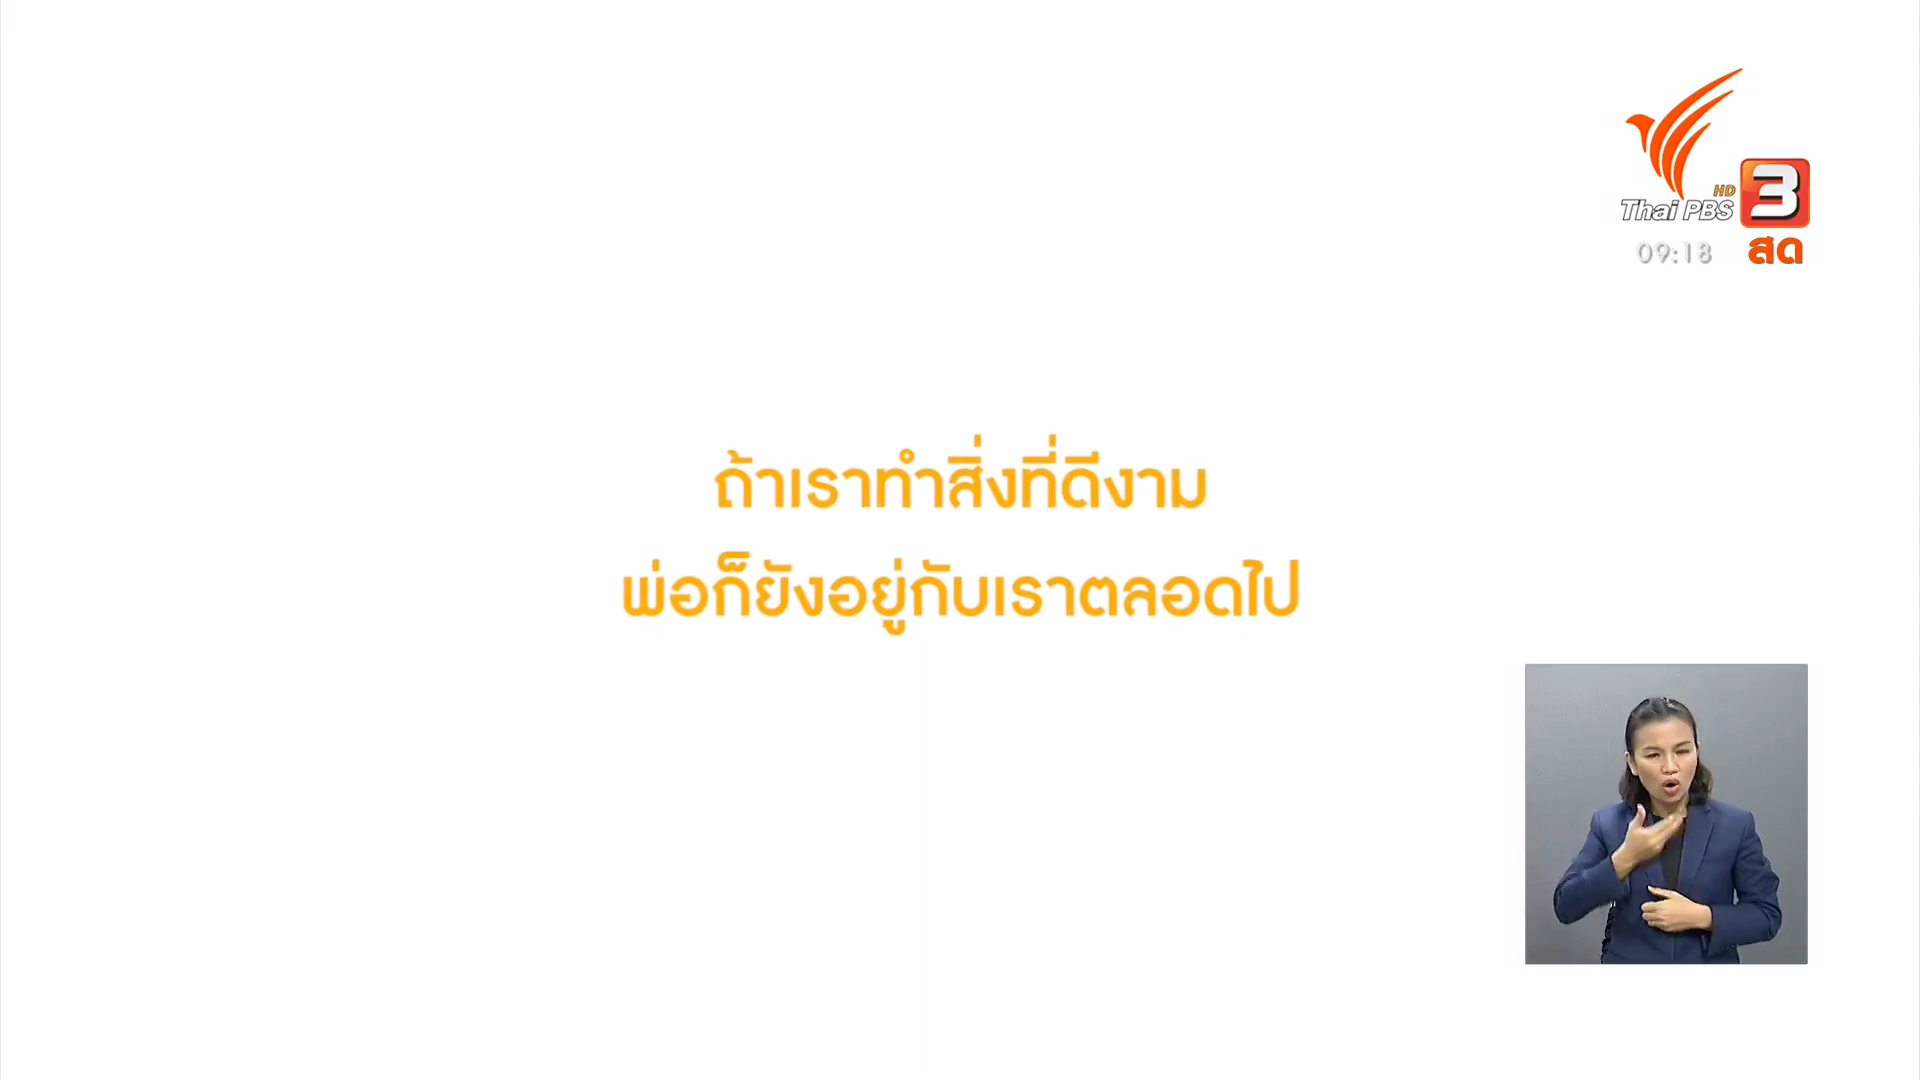 HD
Thai PBS 3
09:18 สด
ถ้าเราทำสิ่งที่ดีงาม
พ่อก็ยังอยู่กับเราตลอดไป